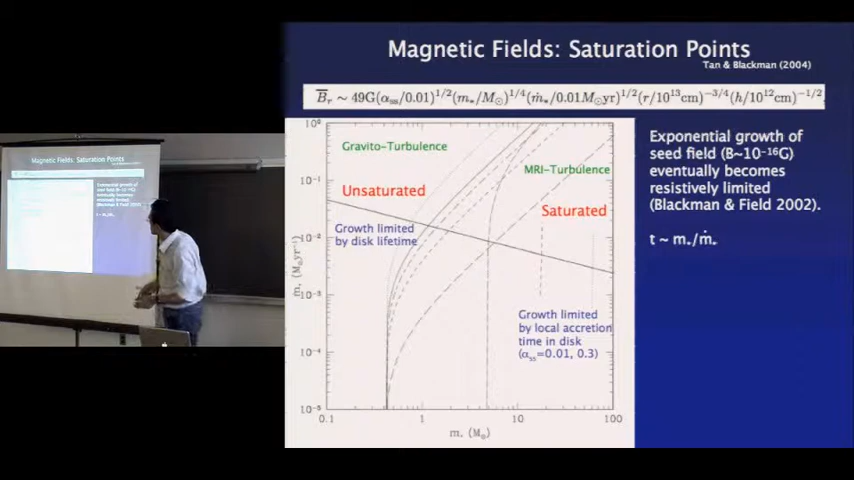 Magnetic Fields: Saturation Points
Tan & Blackman (2004)
B̅ᵣ ~ 49G(αss/0.01)^1/2 (m*/M⊙)^1/4 (ṁ*/0.01M⊙yr)^1/2 (r/10^13cm)^-3/4 (h/10^12cm)^-1/2
Gravito-Turbulence
MRI-Turbulence
Unsaturated
Saturated
Growth limited
by disk lifetime
Growth limited
by local accretion
time in disk
(αss=0.01, 0.3)
10^0
10^-1
10^-2
10^-3
10^-4
10^-5
0.1 1 10 100
ṁ* (M⊙yr^-1)
m* (M⊙)
Exponential growth of
seed field (B~10^-16G)
eventually becomes
resistively limited
(Blackman & Field 2002).
t ~ m*/ṁ*
Magnetic Fields: Saturation Points